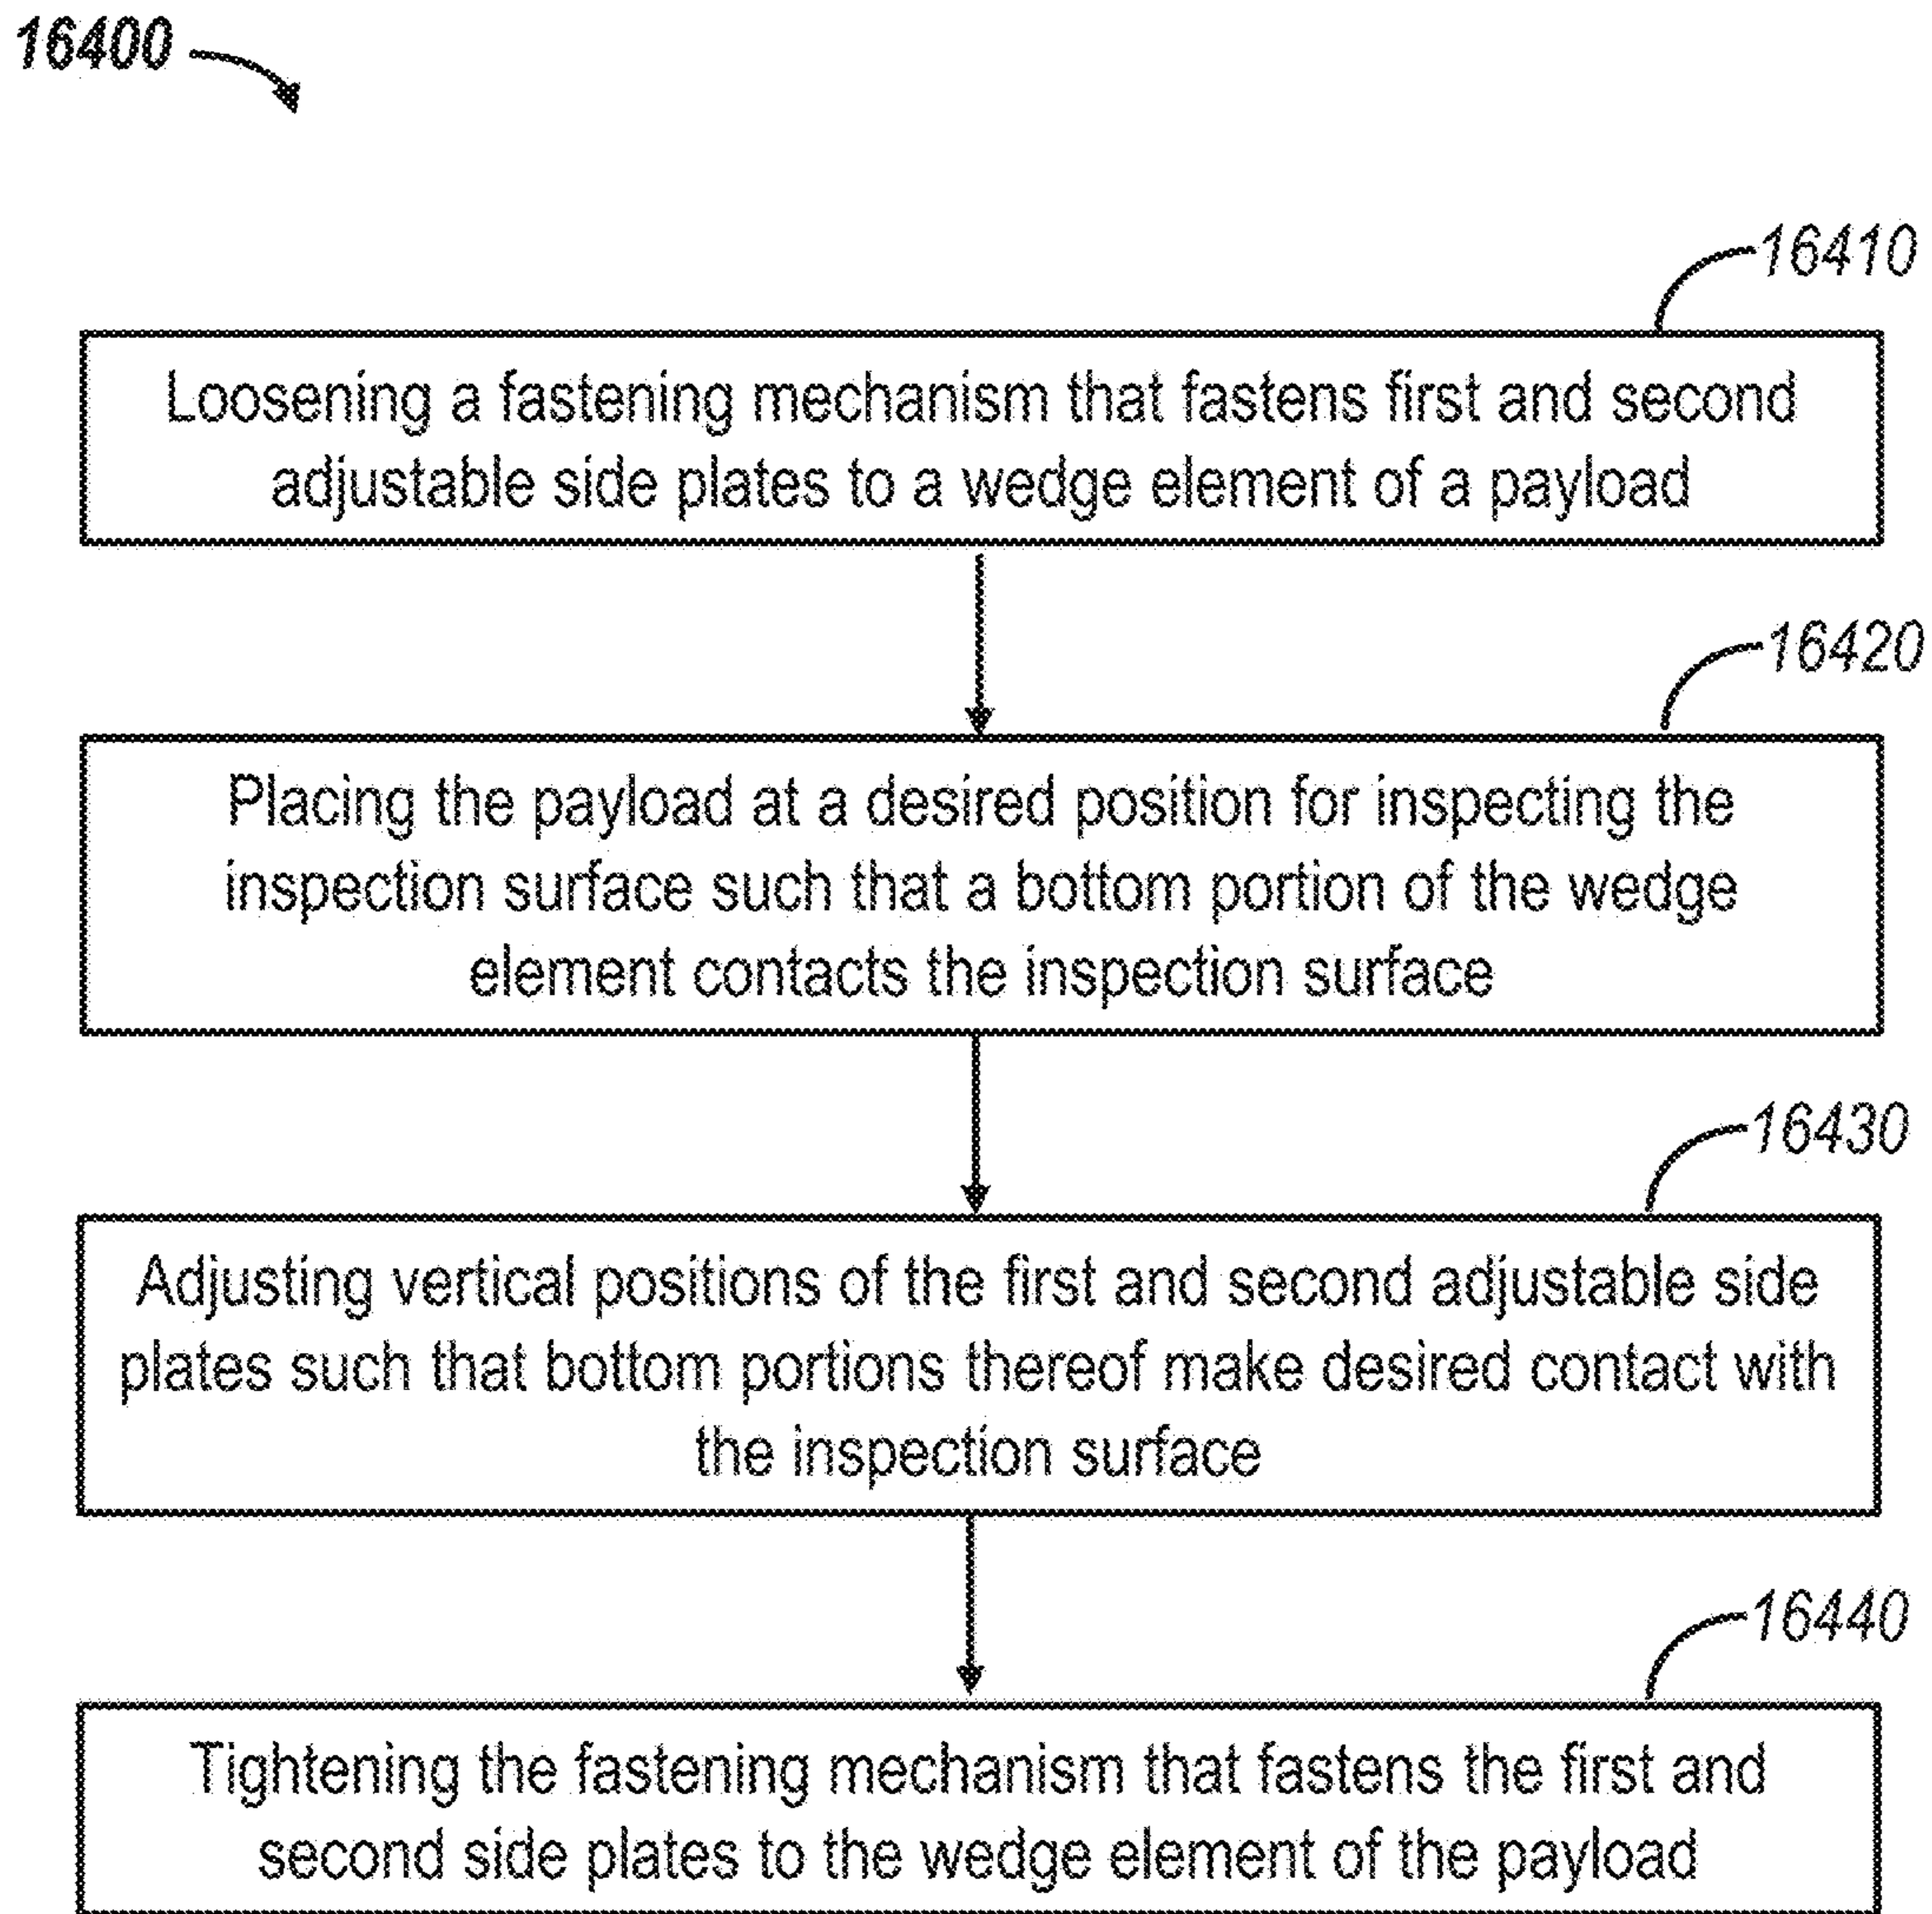 16400
16410
Loosening a fastening mechanism that fastens first and second
adjustable side plates to a wedge element of a payload
16420
Placing the payload at a desired position for inspecting the
inspection surface such that a bottom portion of the wedge
element contacts the inspection surface
16430
Adjusting vertical positions of the first and second adjustable side
plates such that bottom portions thereof make desired contact with
the inspection surface
16440
Tightening the fastening mechanism that fastens the first and
second side plates to the wedge element of the payload